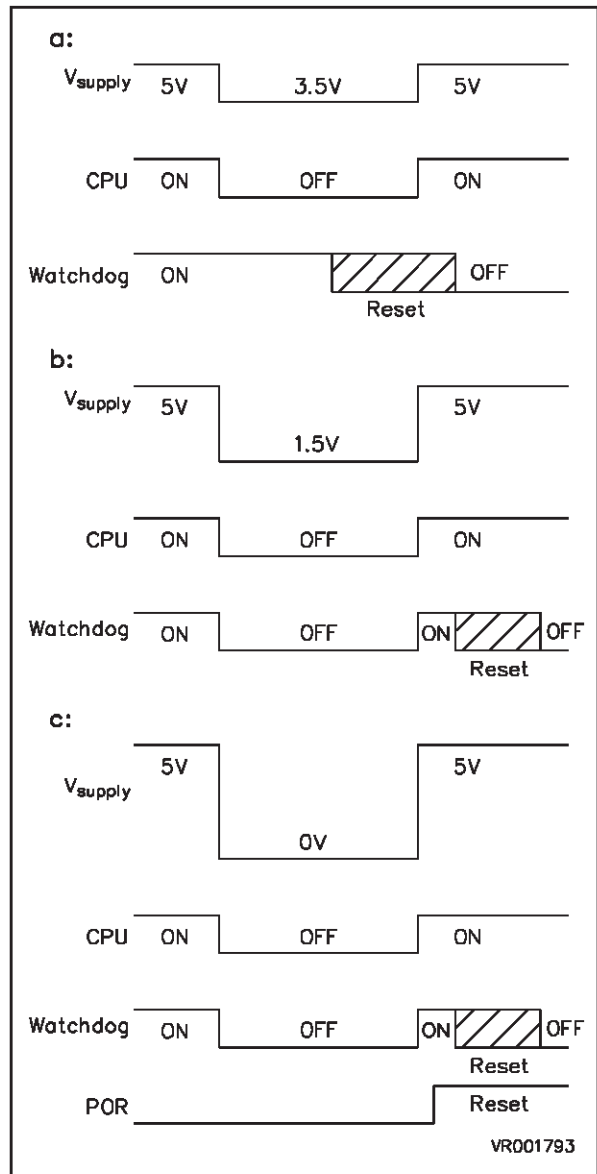 a:
Vsupply 5V 3.5V 5V
CPU ON OFF ON
Watchdog ON OFF
Reset
b:
Vsupply 5V 5V
1.5V
CPU ON OFF ON
Watchdog ON OFF ON OFF
Reset
c:
5V 5V
Vsupply
0V
CPU ON OFF ON
Watchdog ON OFF ON OFF
Reset
POR Reset
VR001793